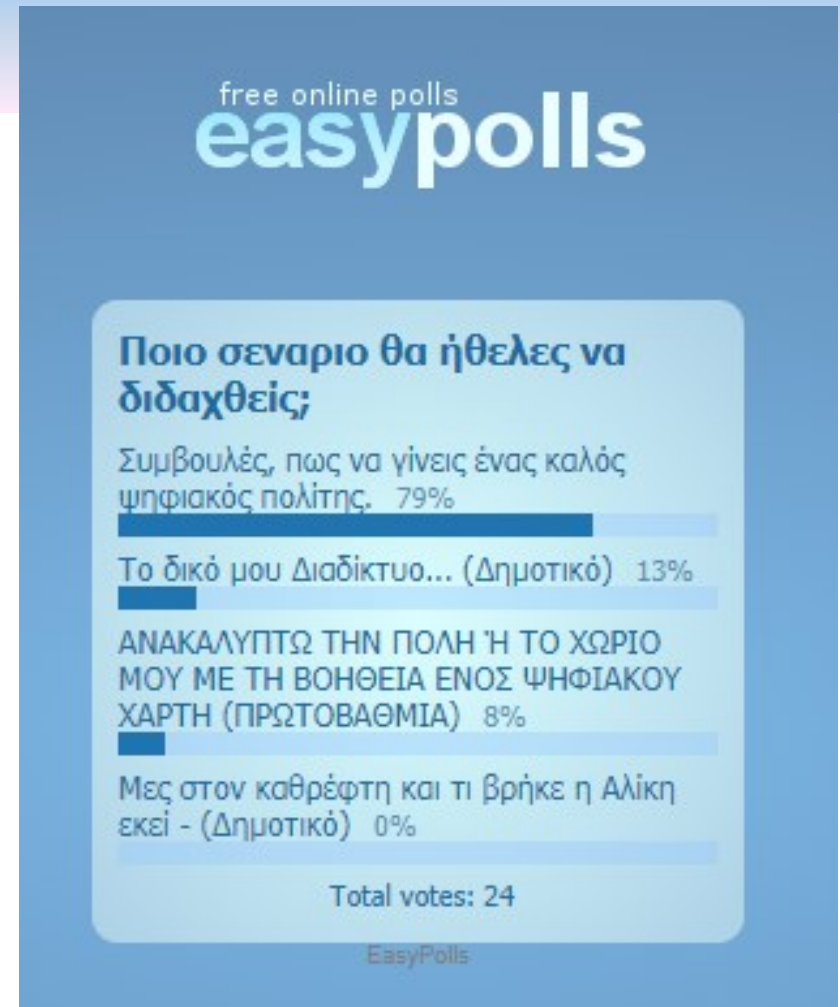 free online polls
easypolls
Ποιο σεναριο θα ήθελες να
διδαχθείς;
Συμβουλές, πως να γίνεις ένας καλός
ψηφιακός πολίτης. 79%
Το δικό μου Διαδίκτυο... (Δημοτικό) 13%
ΑΝΑΚΑΛΥΠΤΩ ΤΗΝ ΠΟΛΗ Ή ΤΟ ΧΩΡΙΟ
ΜΟΥ ΜΕ ΤΗ ΒΟΗΘΕΙΑ ΕΝΟΣ ΨΗΦΙΑΚΟΥ
ΧΑΡΤΗ (ΠΡΩΤΟΒΑΘΜΙΑ) 8%
Μες στον καθρέφτη και τι βρήκε η Αλίκη
εκεί - (Δημοτικό) 0%
Total votes: 24
EasyPolls